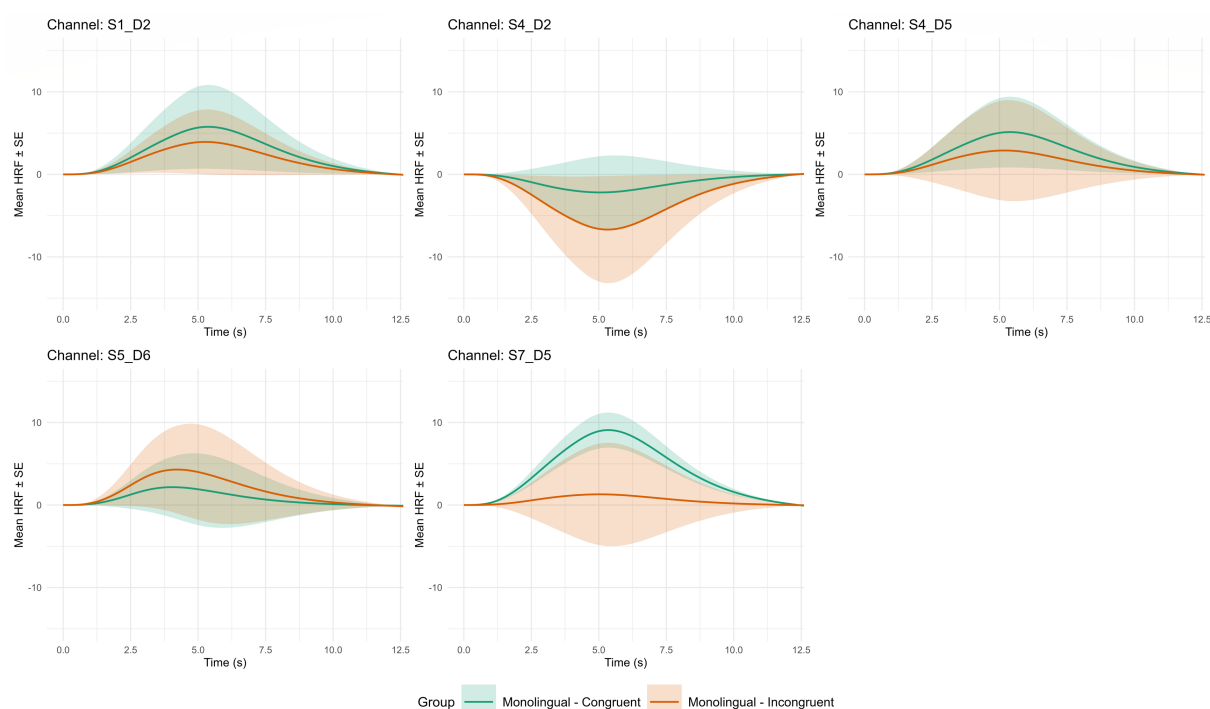 Channel: S1_D2
Mean HRF ± SE
10
0
-10
0.0 2.5 5.0 7.5 10.0 12.5
Time (s)
Channel: S4_D2
Mean HRF ± SE
10
0
-10
0.0 2.5 5.0 7.5 10.0 12.5
Time (s)
Channel: S4_D5
Mean HRF ± SE
10
0
-10
0.0 2.5 5.0 7.5 10.0 12.5
Time (s)
Channel: S5_D6
Mean HRF ± SE
10
0
-10
0.0 2.5 5.0 7.5 10.0 12.5
Time (s)
Channel: S7_D5
Mean HRF ± SE
10
0
-10
0.0 2.5 5.0 7.5 10.0 12.5
Time (s)
Group Monolingual - Congruent Monolingual - Incongruent